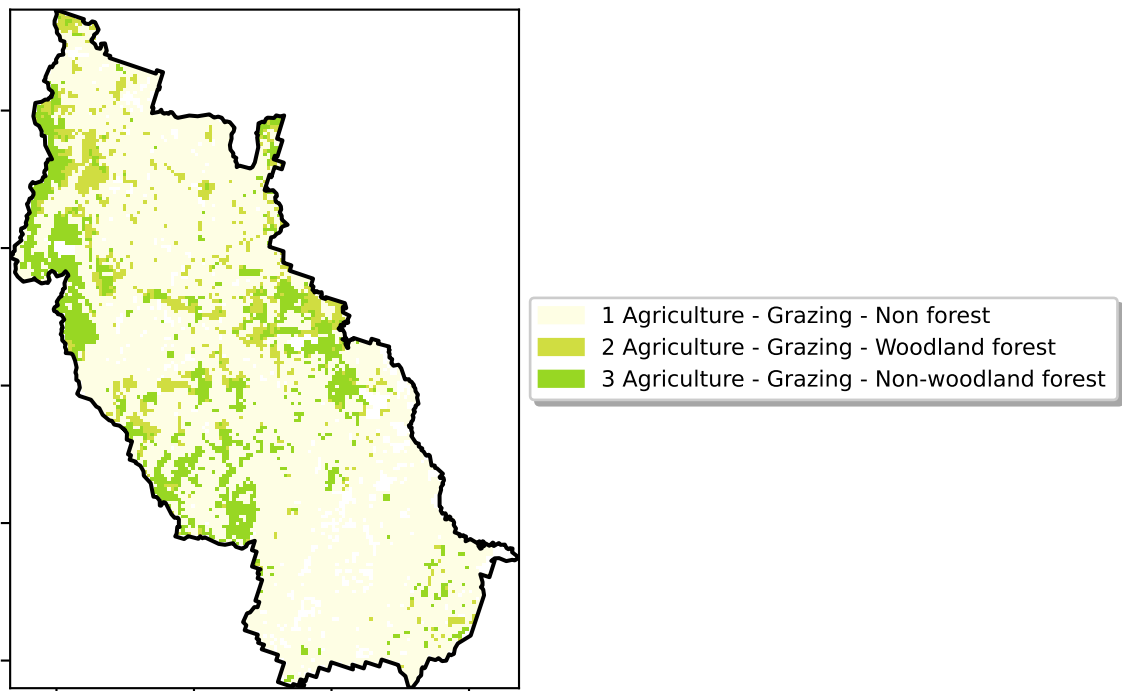 1 Agriculture - Grazing - Non forest
2 Agriculture - Grazing - Woodland forest
3 Agriculture - Grazing - Non-woodland forest